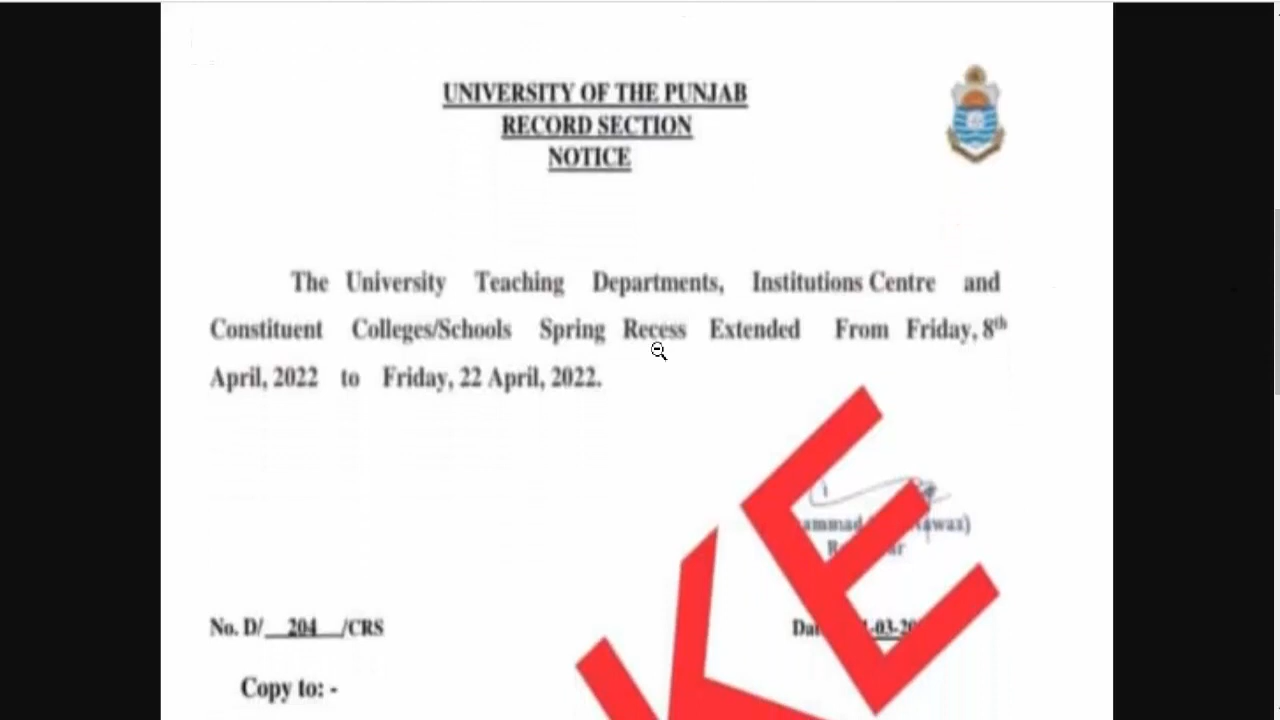 UNIVERSITY OF THE PUNJAB
RECORD SECTION
NOTICE
The University Teaching Departments, Institutions Centre and
Constituent Colleges/Schools Spring Recess Extended From Friday, 8th
April, 2022 to Friday, 22 April, 2022.
KE
No. D/ 204 /CRS
Copy to: -